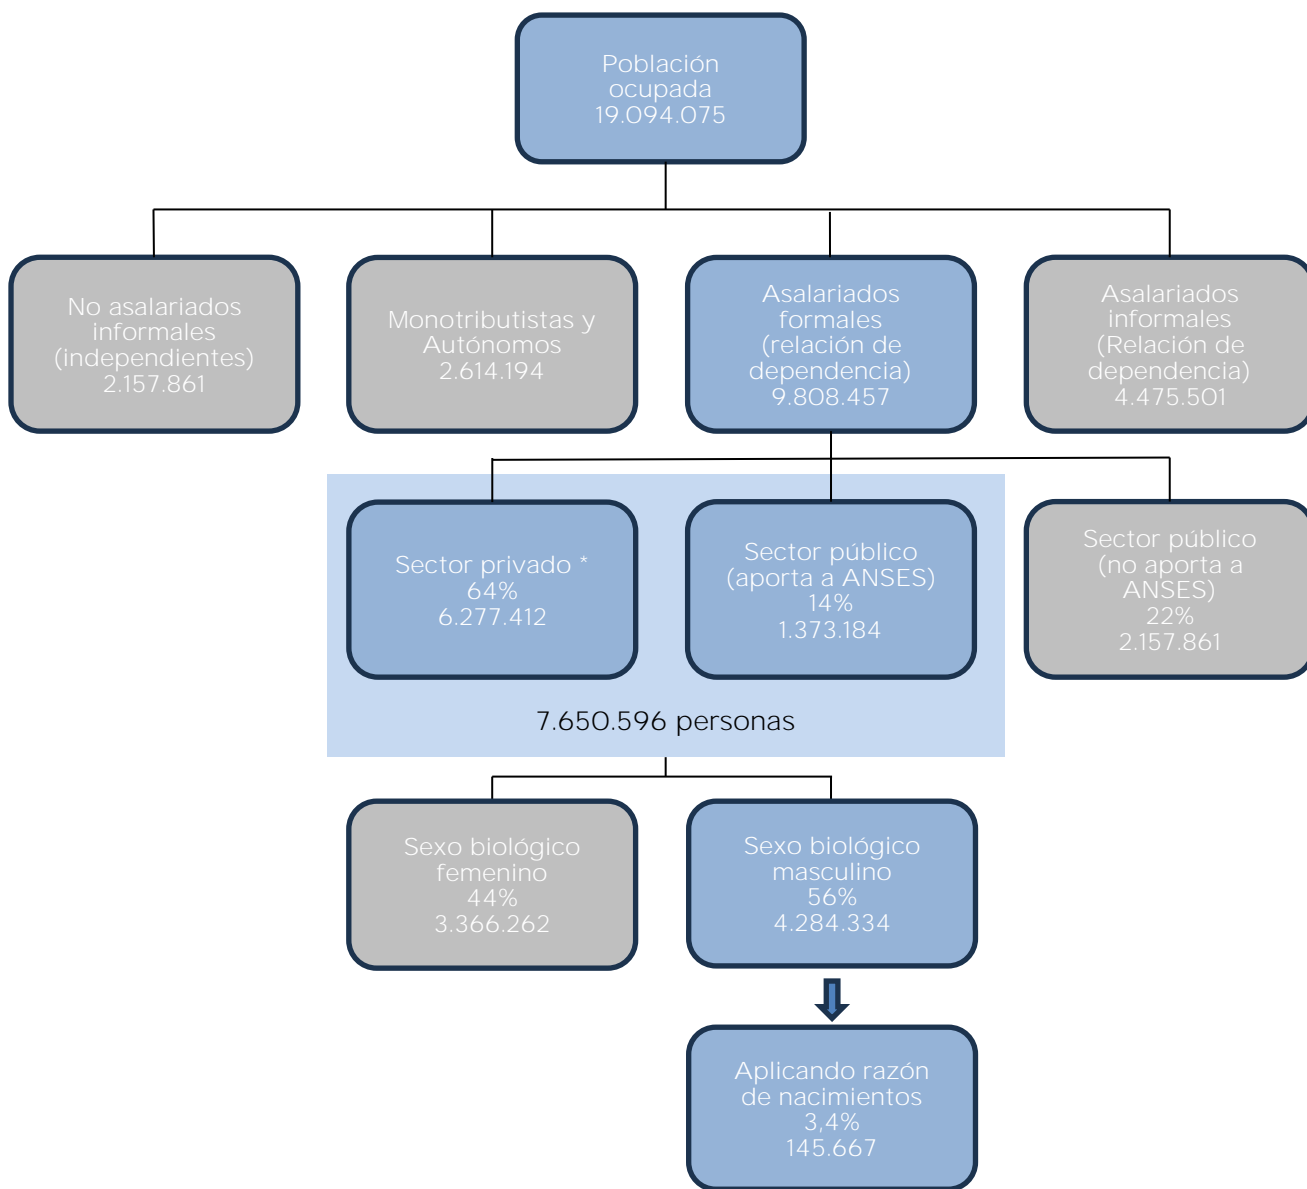 Población
ocupada
19.094.075
No asalariados
informales
(independientes)
2.157.861
Monotributistas y
Autónomos
2.614.194
Asalariados
formales
(relación de
dependencia)
9.808.457
Asalariados
informales
(Relación de
dependencia)
4.475.501
Sector privado *
64%
6.277.412
Sector público
(aporta a ANSES)
14%
1.373.184
Sector público
(no aporta a
ANSES)
22%
2.157.861
7.650.596 personas
Sexo biológico
femenino
44%
3.366.262
Sexo biológico
masculino
56%
4.284.334
Aplicando razón
de nacimientos
3,4%
145.667